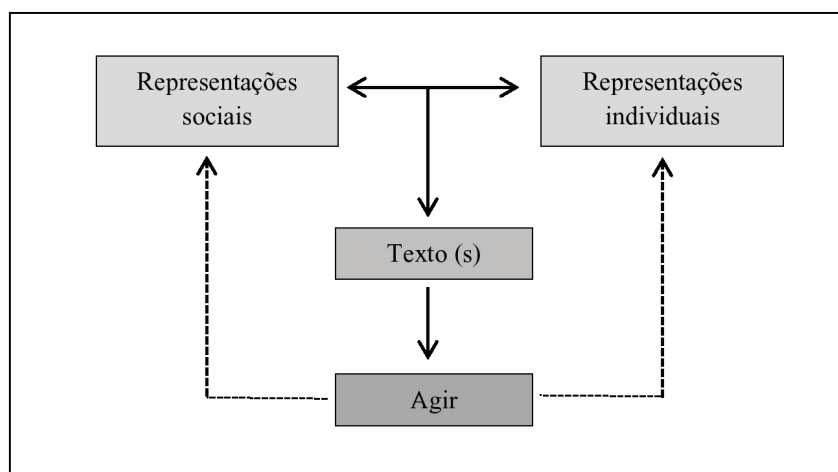 Representações
sociais
Representações
individuais
Texto (s)
Agir